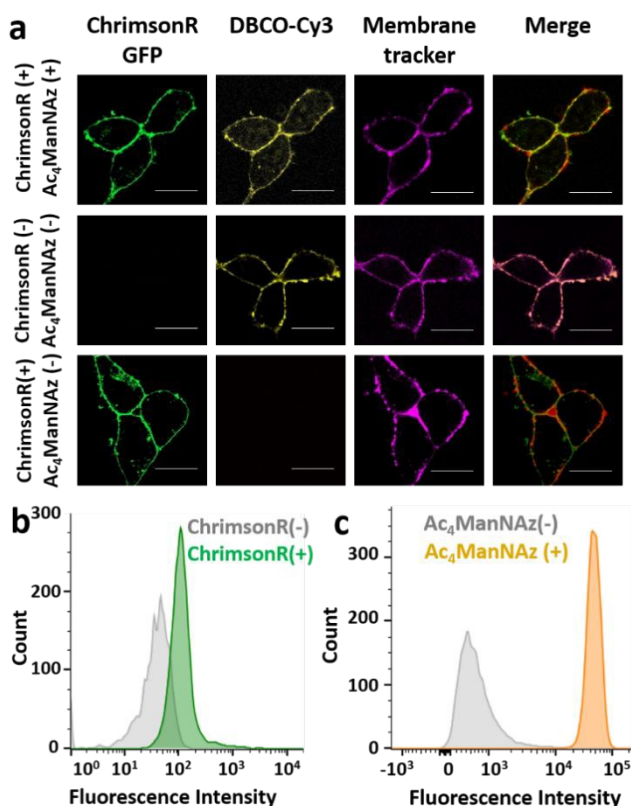 a
ChrimsonR
GFP
DBCO-Cy3
Membrane
tracker
Merge
ChrimsonR (+)
Ac₄ManNAz (+)
ChrimsonR (-)
Ac₄ManNAz (-)
ChrimsonR(+)
Ac₄ManNAz (-)
b
300
200
100
0
Count
ChrimsonR(-)
ChrimsonR(+)
10⁰ 10¹ 10² 10³ 10⁴
Fluorescence Intensity
c
300
200
100
0
Count
Ac₄ManNAz(-)
Ac₄ManNAz (+)
-10³ 0 10³ 10⁴ 10⁵
Fluorescence Intensity